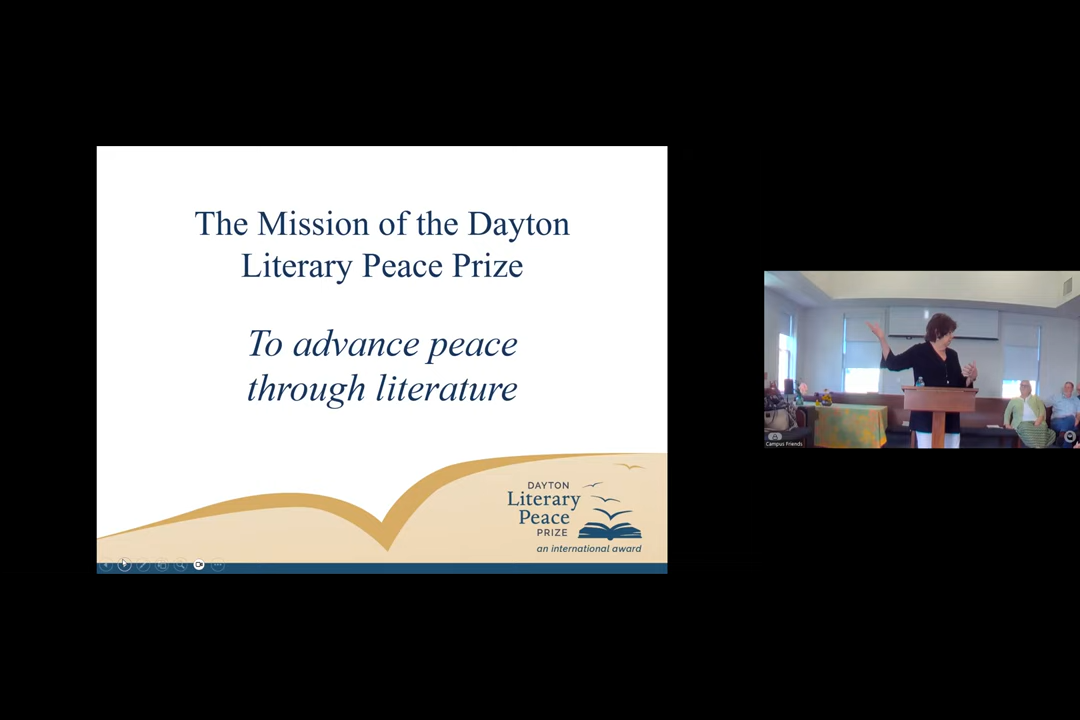 The Mission of the Dayton
Literary Peace Prize
To advance peace
through literature
DAYTON
Literary
Peace
PRIZE
an international award
Campus Friends